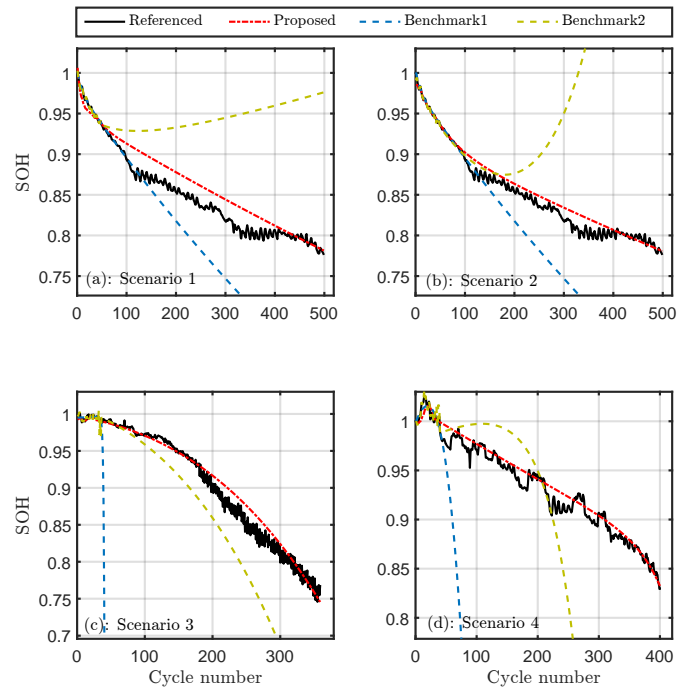 Referenced Proposed Benchmark1 Benchmark2
SOH
1
0.95
0.9
0.85
0.8
0.75
(a): Scenario 1
0 100 200 300 400 500
1
0.95
0.9
0.85
0.8
0.75
(b): Scenario 2
0 100 200 300 400 500
SOH
1
0.95
0.9
0.85
0.8
0.75
0.7
(c): Scenario 3
0 100 200 300
Cycle number
1
0.95
0.9
0.85
0.8
(d): Scenario 4
0 100 200 300 400
Cycle number